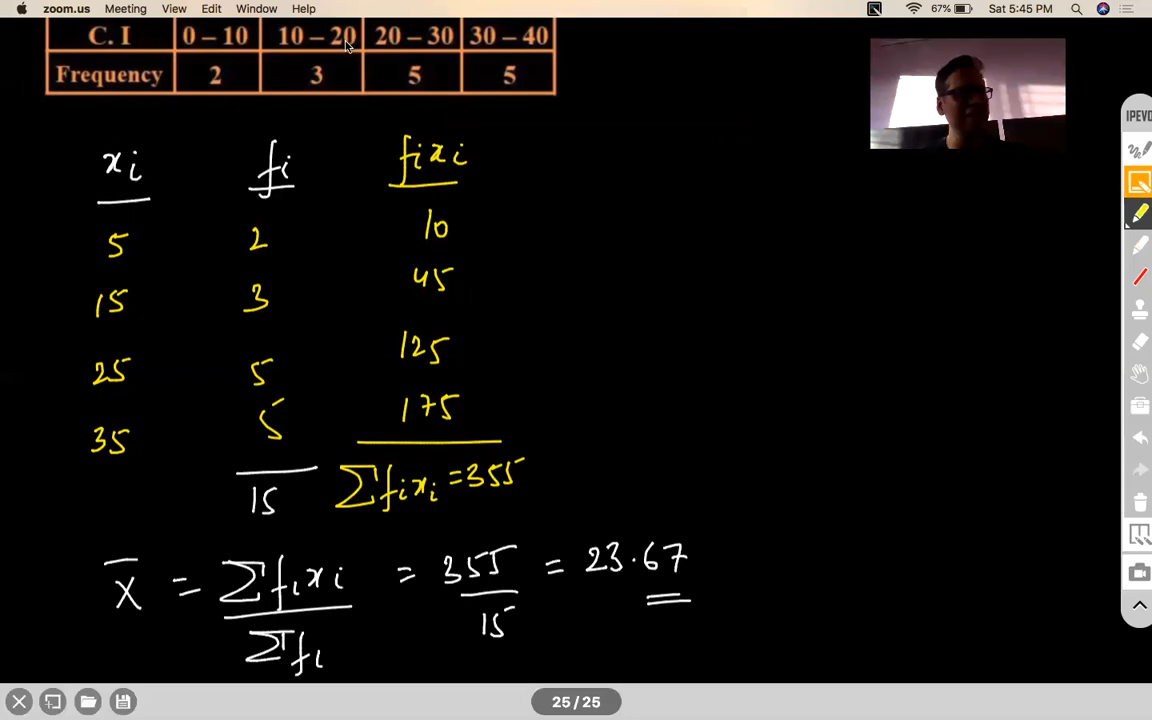 zoom.us Meeting View Edit Window Help 67% Sat 5:45 PM
C. I 0 – 10 10 – 20 20 – 30 30 – 40
Frequency 2 3 5 5
IPEVO
xi fi fixi
5 2 10
15 3 45
25 5 125
35 5 175
15 ∑fixi = 355
X̄ = ∑fixi / ∑fi = 355 / 15 = 23.67
25 / 25